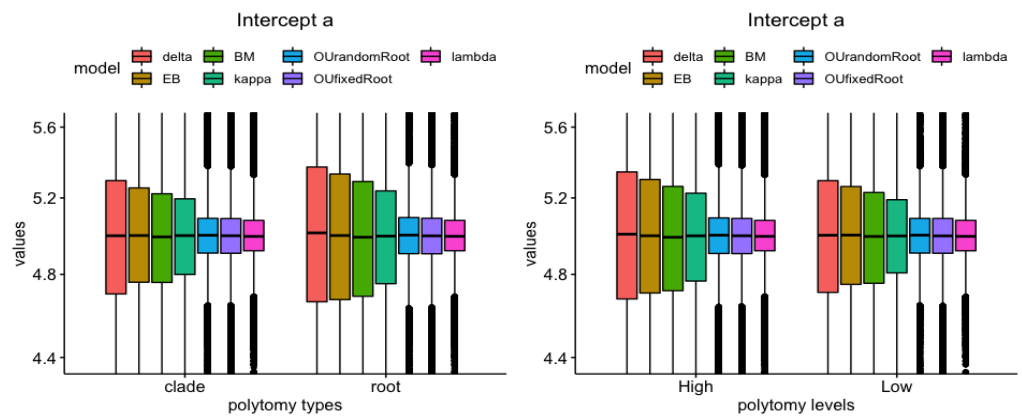 Intercept a
model
delta
BM
OUrandomRoot
lambda
EB
kappa
OUfixedRoot
values
5.6
5.2
4.8
4.4
clade
root
polytomy types
Intercept a
model
delta
BM
OUrandomRoot
lambda
EB
kappa
OUfixedRoot
values
5.6
5.2
4.8
4.4
High
Low
polytomy levels